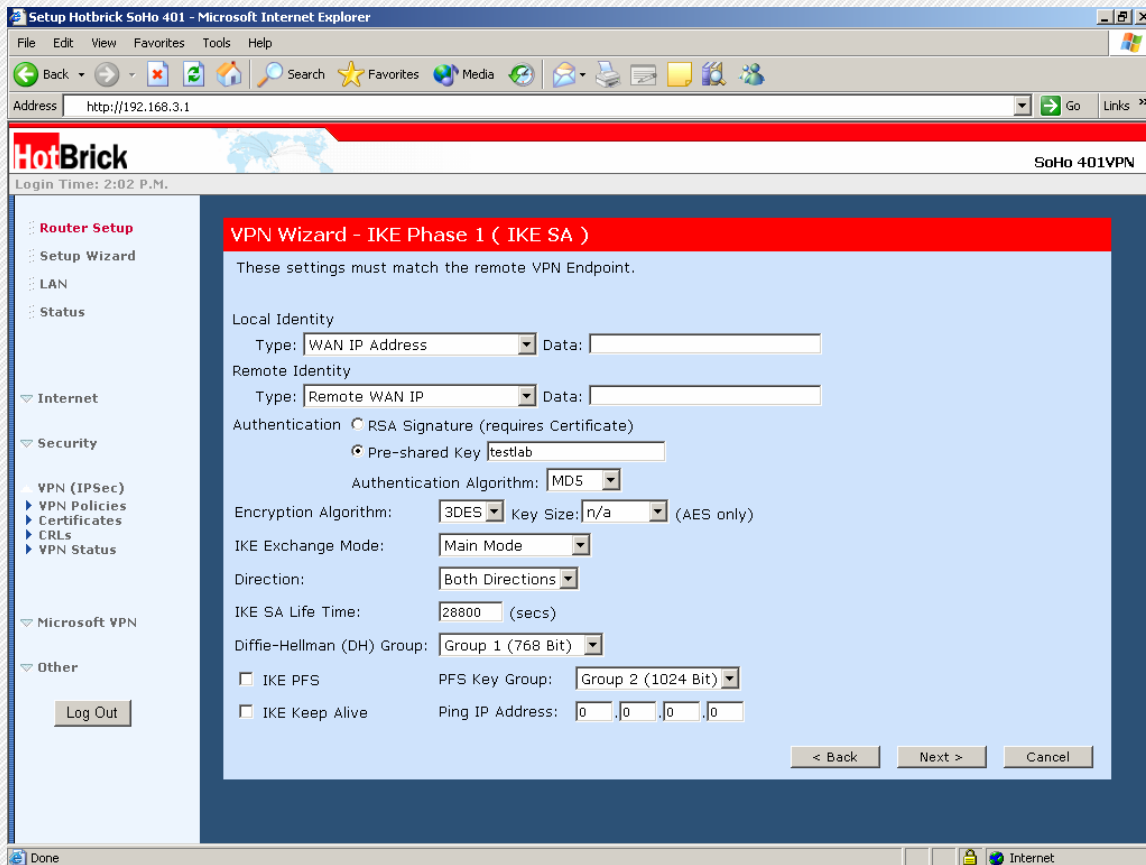 Setup Hotbrick SoHo 401 - Microsoft Internet Explorer
File Edit View Favorites Tools Help
Back Search Favorites Media
Address http://192.168.3.1 Go Links »
HotBrick
SoHo 401VPN
Login Time: 2:02 P.M.
Router Setup
Setup Wizard
LAN
Status
Internet
Security
VPN (IPSec)
VPN Policies
Certificates
CRLs
VPN Status
Microsoft VPN
Other
Log Out
VPN Wizard - IKE Phase 1 ( IKE SA )
These settings must match the remote VPN Endpoint.
Local Identity
Type: WAN IP Address Data:
Remote Identity
Type: Remote WAN IP Data:
Authentication RSA Signature (requires Certificate)
Pre-shared Key testlab
Authentication Algorithm: MD5
Encryption Algorithm: 3DES Key Size: n/a (AES only)
IKE Exchange Mode: Main Mode
Direction: Both Directions
IKE SA Life Time: 28800 (secs)
Diffie-Hellman (DH) Group: Group 1 (768 Bit)
IKE PFS PFS Key Group: Group 2 (1024 Bit)
IKE Keep Alive Ping IP Address: 0 .0 .0 .0
< Back Next > Cancel
Done Internet